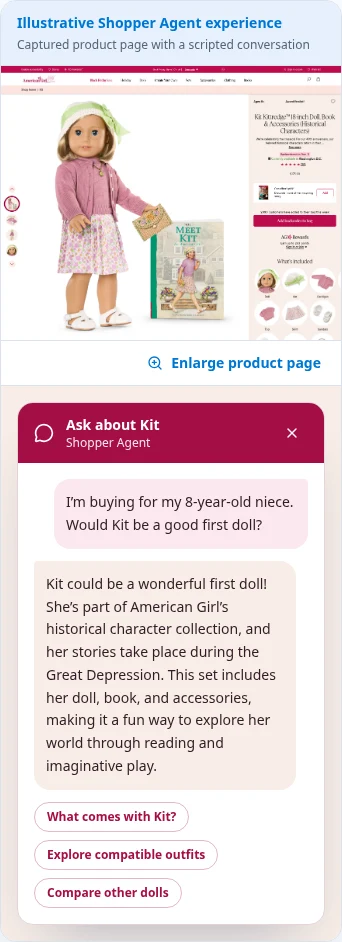 Illustrative Shopper Agent experience
Captured product page with a scripted conversation
Kit Kittredge™ 18-inch Doll, Book
& Accessories (Historical
Characters)
What's included
MEET
KIT
Enlarge product page
Ask about Kit
Shopper Agent
I’m buying for my 8-year-old niece.
Would Kit be a good first doll?
Kit could be a wonderful first doll!
She’s part of American Girl’s
historical character collection, and
her stories take place during the
Great Depression. This set includes
her doll, book, and accessories,
making it a fun way to explore her
world through reading and
imaginative play.
What comes with Kit?
Explore compatible outfits
Compare other dolls